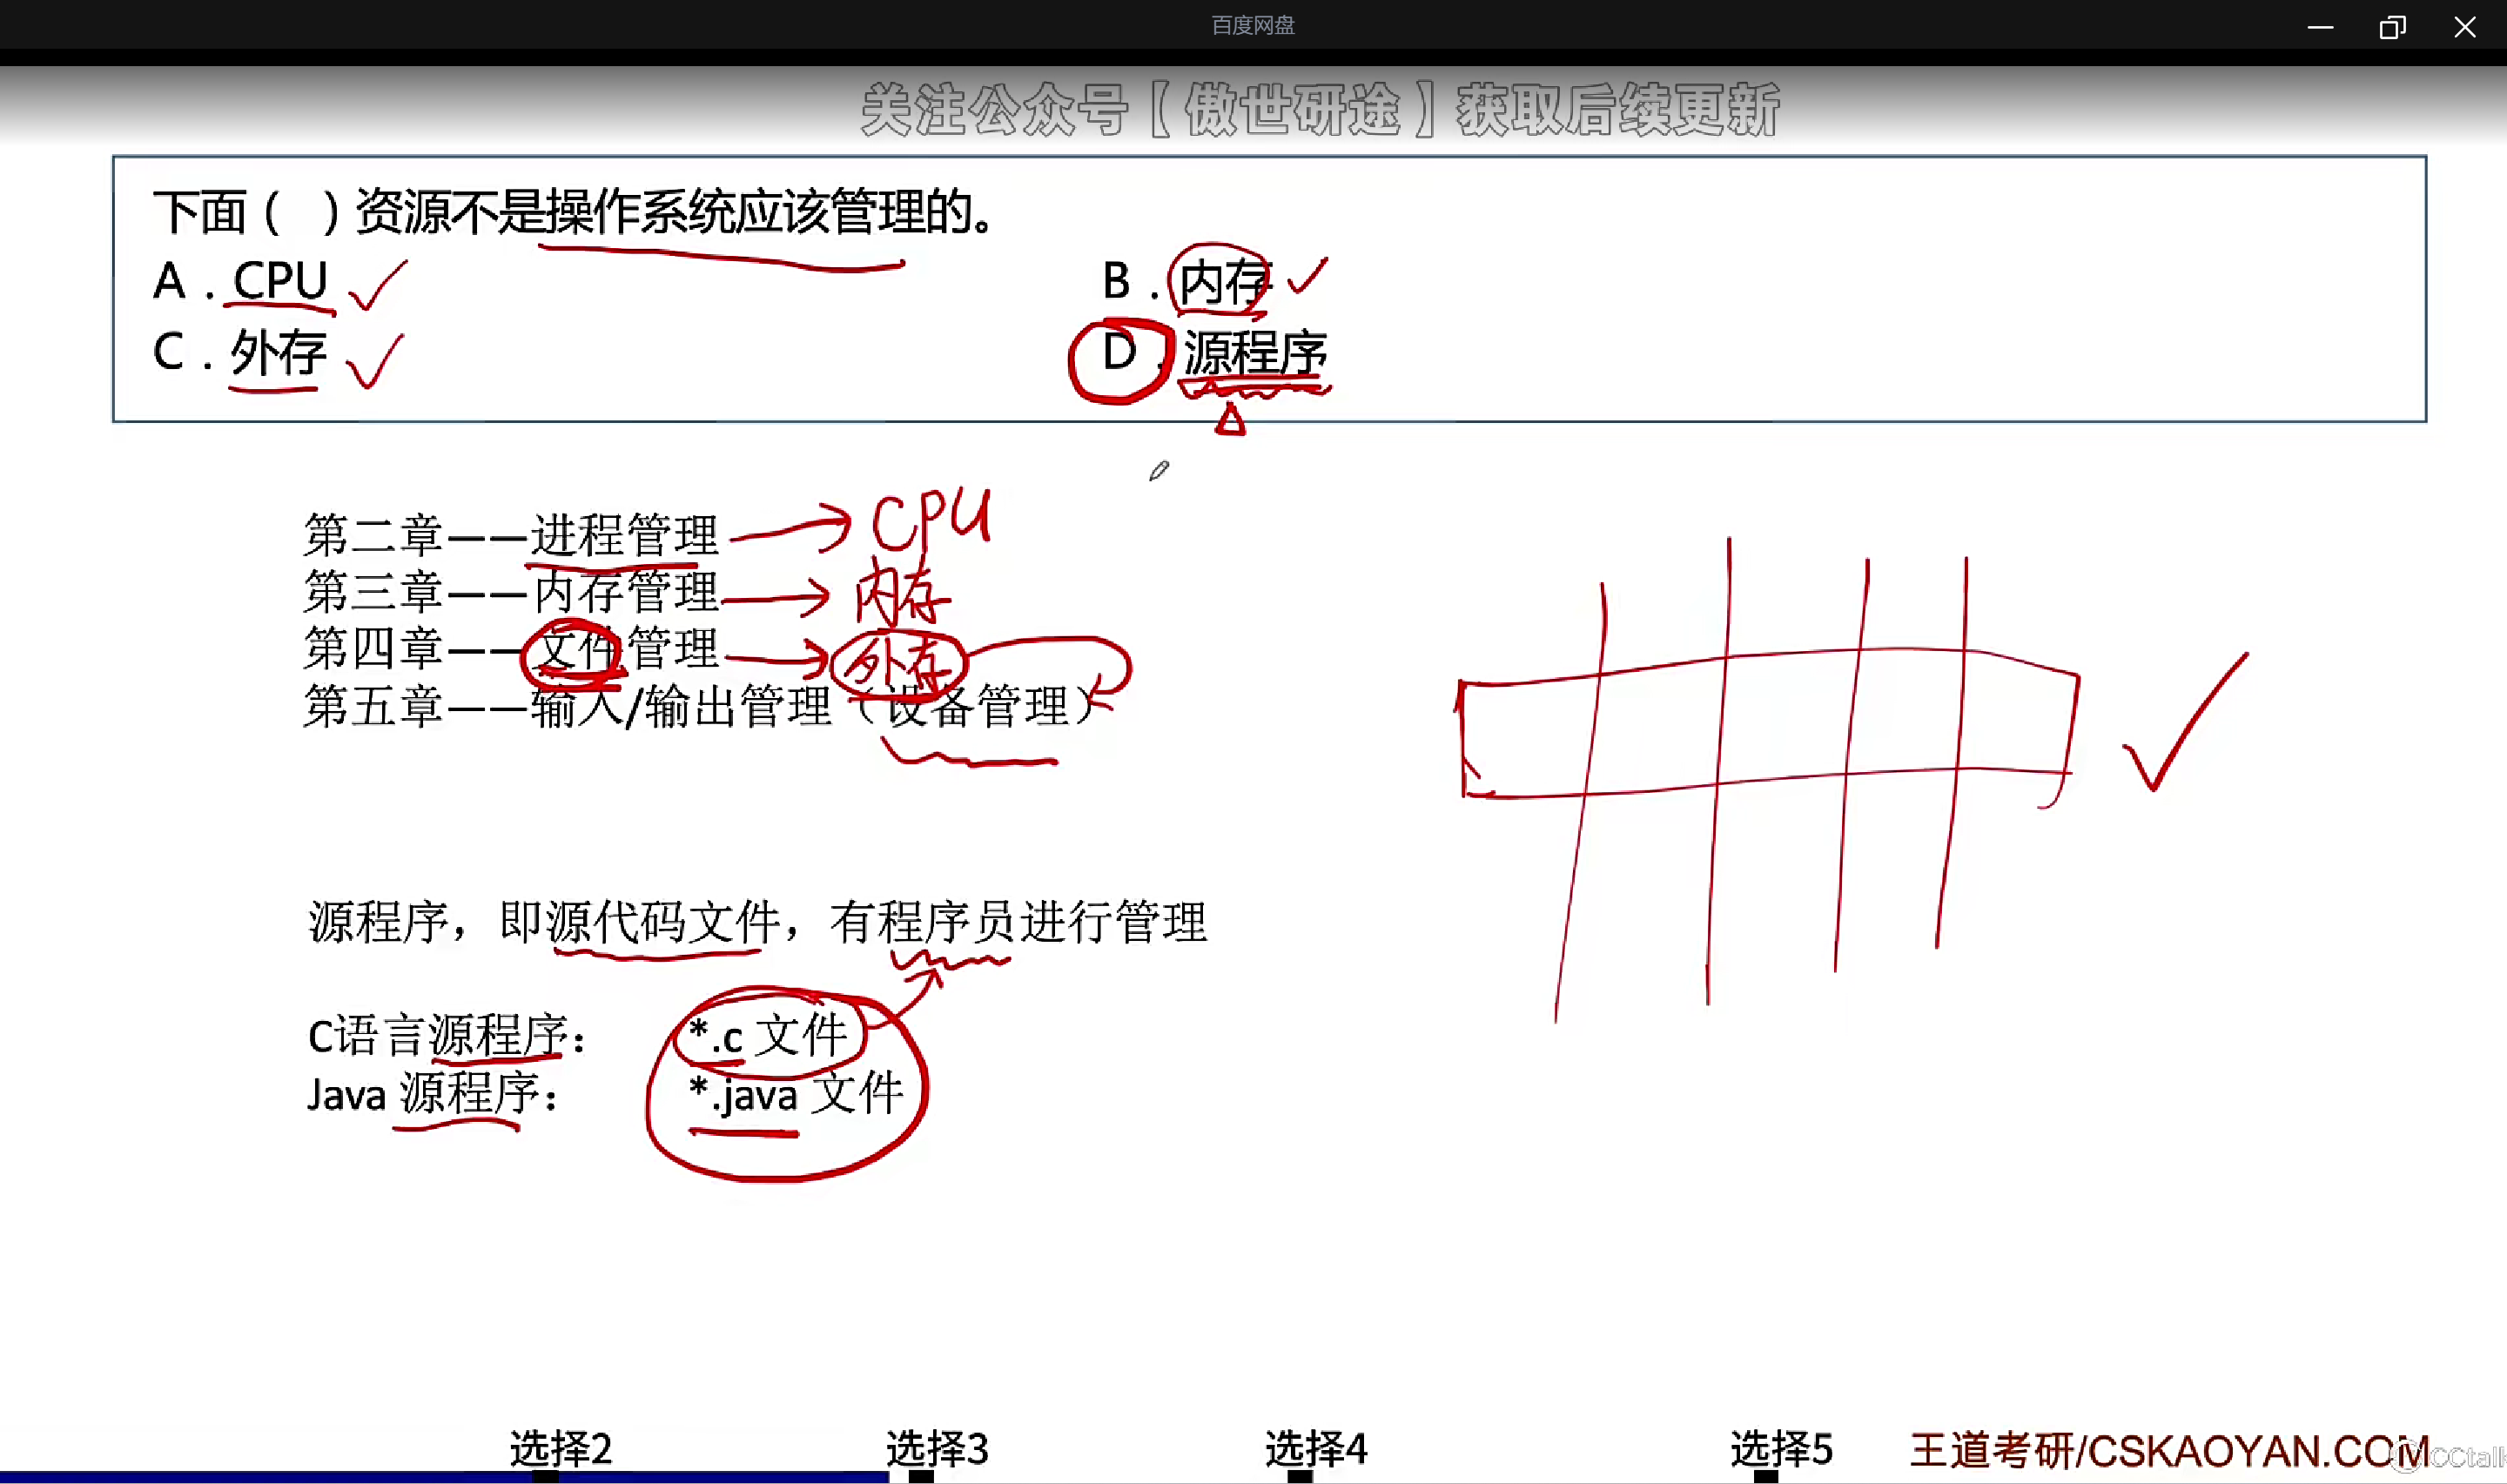 百度网盘
关注公众号【傲世研途】获取后续更新
下面（ ）资源不是操作系统应该管理的。
A．CPU
B．内存
C．外存
D．源程序
第二章——进程管理 CPU
第三章——内存管理 内存
第四章——文件管理 外存
第五章——输入/输出管理（设备管理）
源程序，即源代码文件，有程序员进行管理
C语言源程序： *.c 文件
Java 源程序： *.java 文件
选择2 选择3 选择4 选择5
王道考研/CSKAOYAN.COM
CCtalk